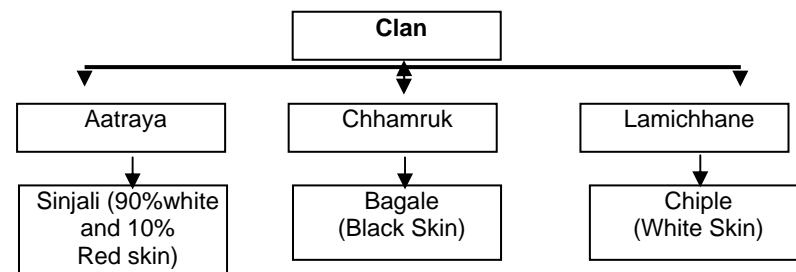 Clan
Aatraya
Chhamruk
Lamichhane
Sinjali (90%white
and 10%
Red skin)
Bagale
(Black Skin)
Chiple
(White Skin)